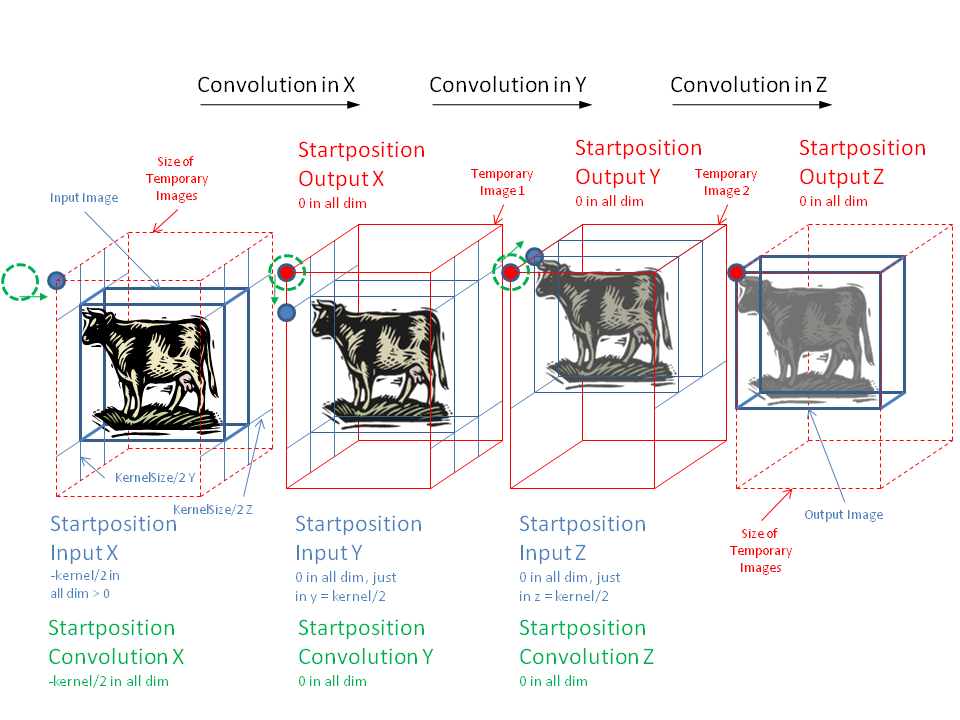 Convolution in X
Convolution in Y
Convolution in Z
Startposition
Output X
0 in all dim
Startposition
Output Y
0 in all dim
Startposition
Output Z
0 in all dim
Size of
Temporary
Images
Input Image
Temporary
Image 1
Temporary
Image 2
KernelSize/2 Y
KernelSize/2 Z
Output Image
Size of
Temporary
Images
Startposition
Input X
-kernel/2 in
all dim > 0
Startposition
Input Y
0 in all dim, just
in y = kernel/2
Startposition
Input Z
0 in all dim, just
in z = kernel/2
Startposition
Convolution X
-kernel/2 in all dim
Startposition
Convolution Y
0 in all dim
Startposition
Convolution Z
0 in all dim